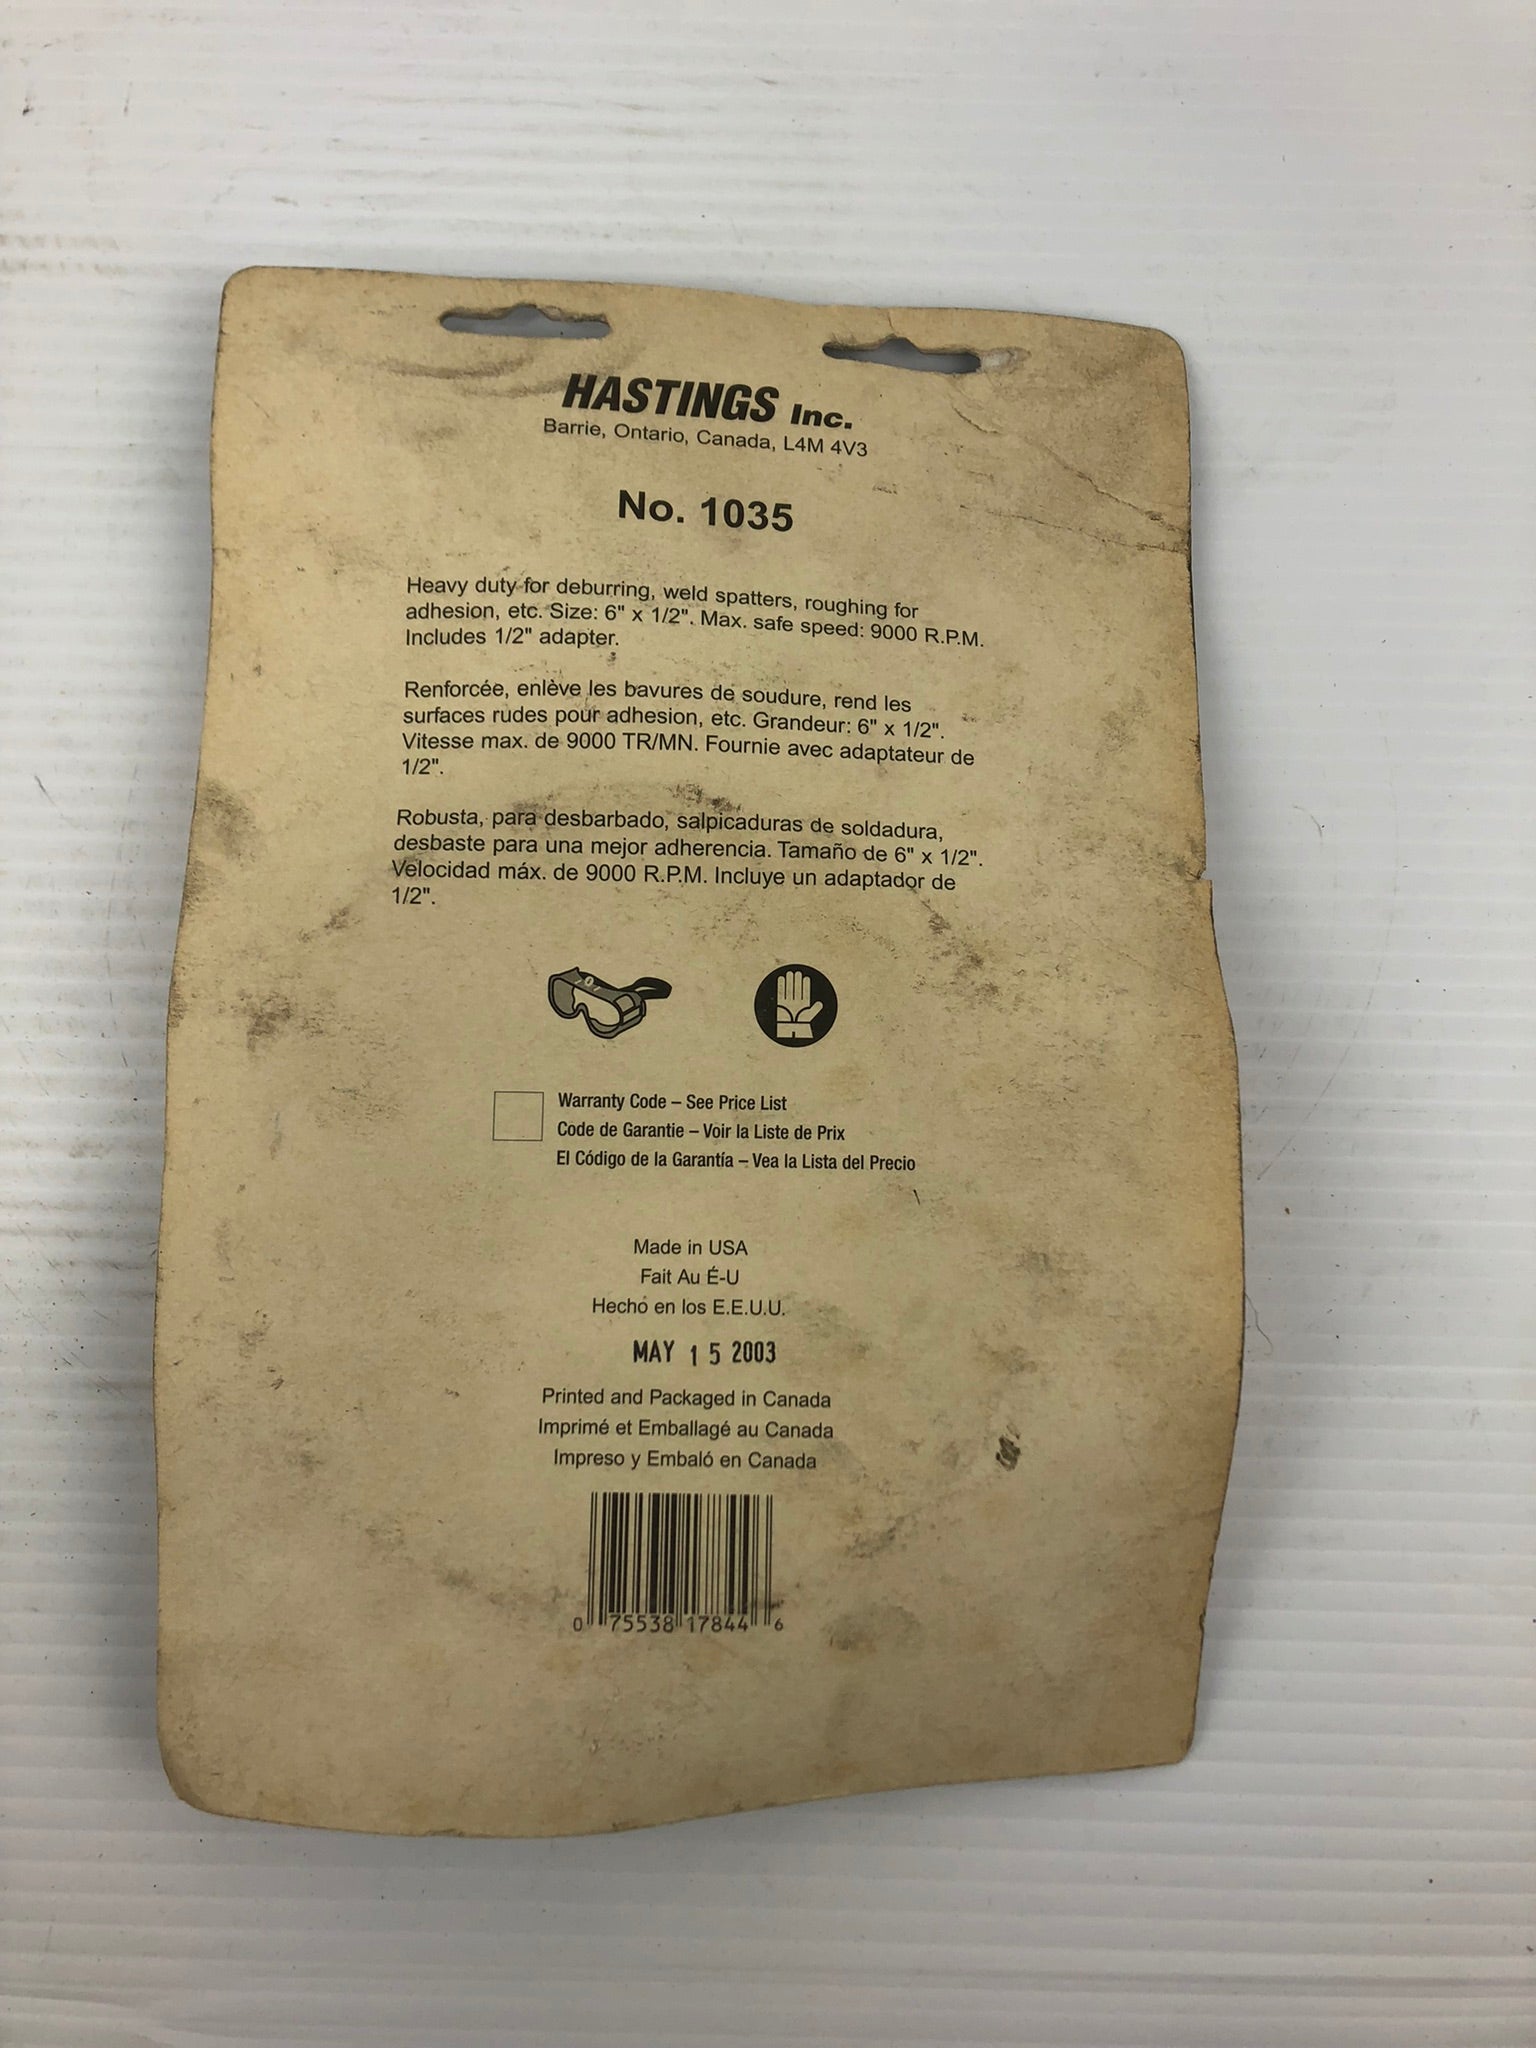 HASTINGS Inc.
Barrie, Ontario, Canada, L4M 4V3
No. 1035
Heavy duty for deburring, weld spatters, roughing for
adhesion, etc. Size: 6" x 1/2". Max. safe speed: 9000 R.P.M.
Includes 1/2" adapter.
Renforcée, enlève les bavures de soudure, rend les
surfaces rudes pour adhesion, etc. Grandeur: 6" x 1/2".
Vitesse max. de 9000 TR/MN. Fournie avec adaptateur de
1/2".
Robusta, para desbarbado, salpicaduras de soldadura,
desbaste para una mejor adherencia. Tamaño de 6" x 1/2".
Velocidad máx. de 9000 R.P.M. Incluye un adaptador de
1/2".
Warranty Code – See Price List
Code de Garantie – Voir la Liste de Prix
El Código de la Garantía – Vea la Lista del Precio
Made in USA
Fait Au É-U
Hecho en los E.E.U.U.
MAY 15 2003
Printed and Packaged in Canada
Imprimé et Emballagé au Canada
Impreso y Embaló en Canada
0 75538 17844 6